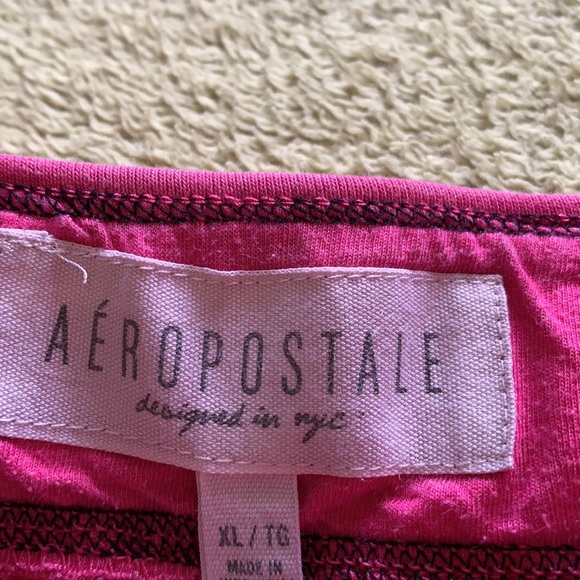 AÉROPOSTALE
designed in nyc
XL/TG
MADE IN